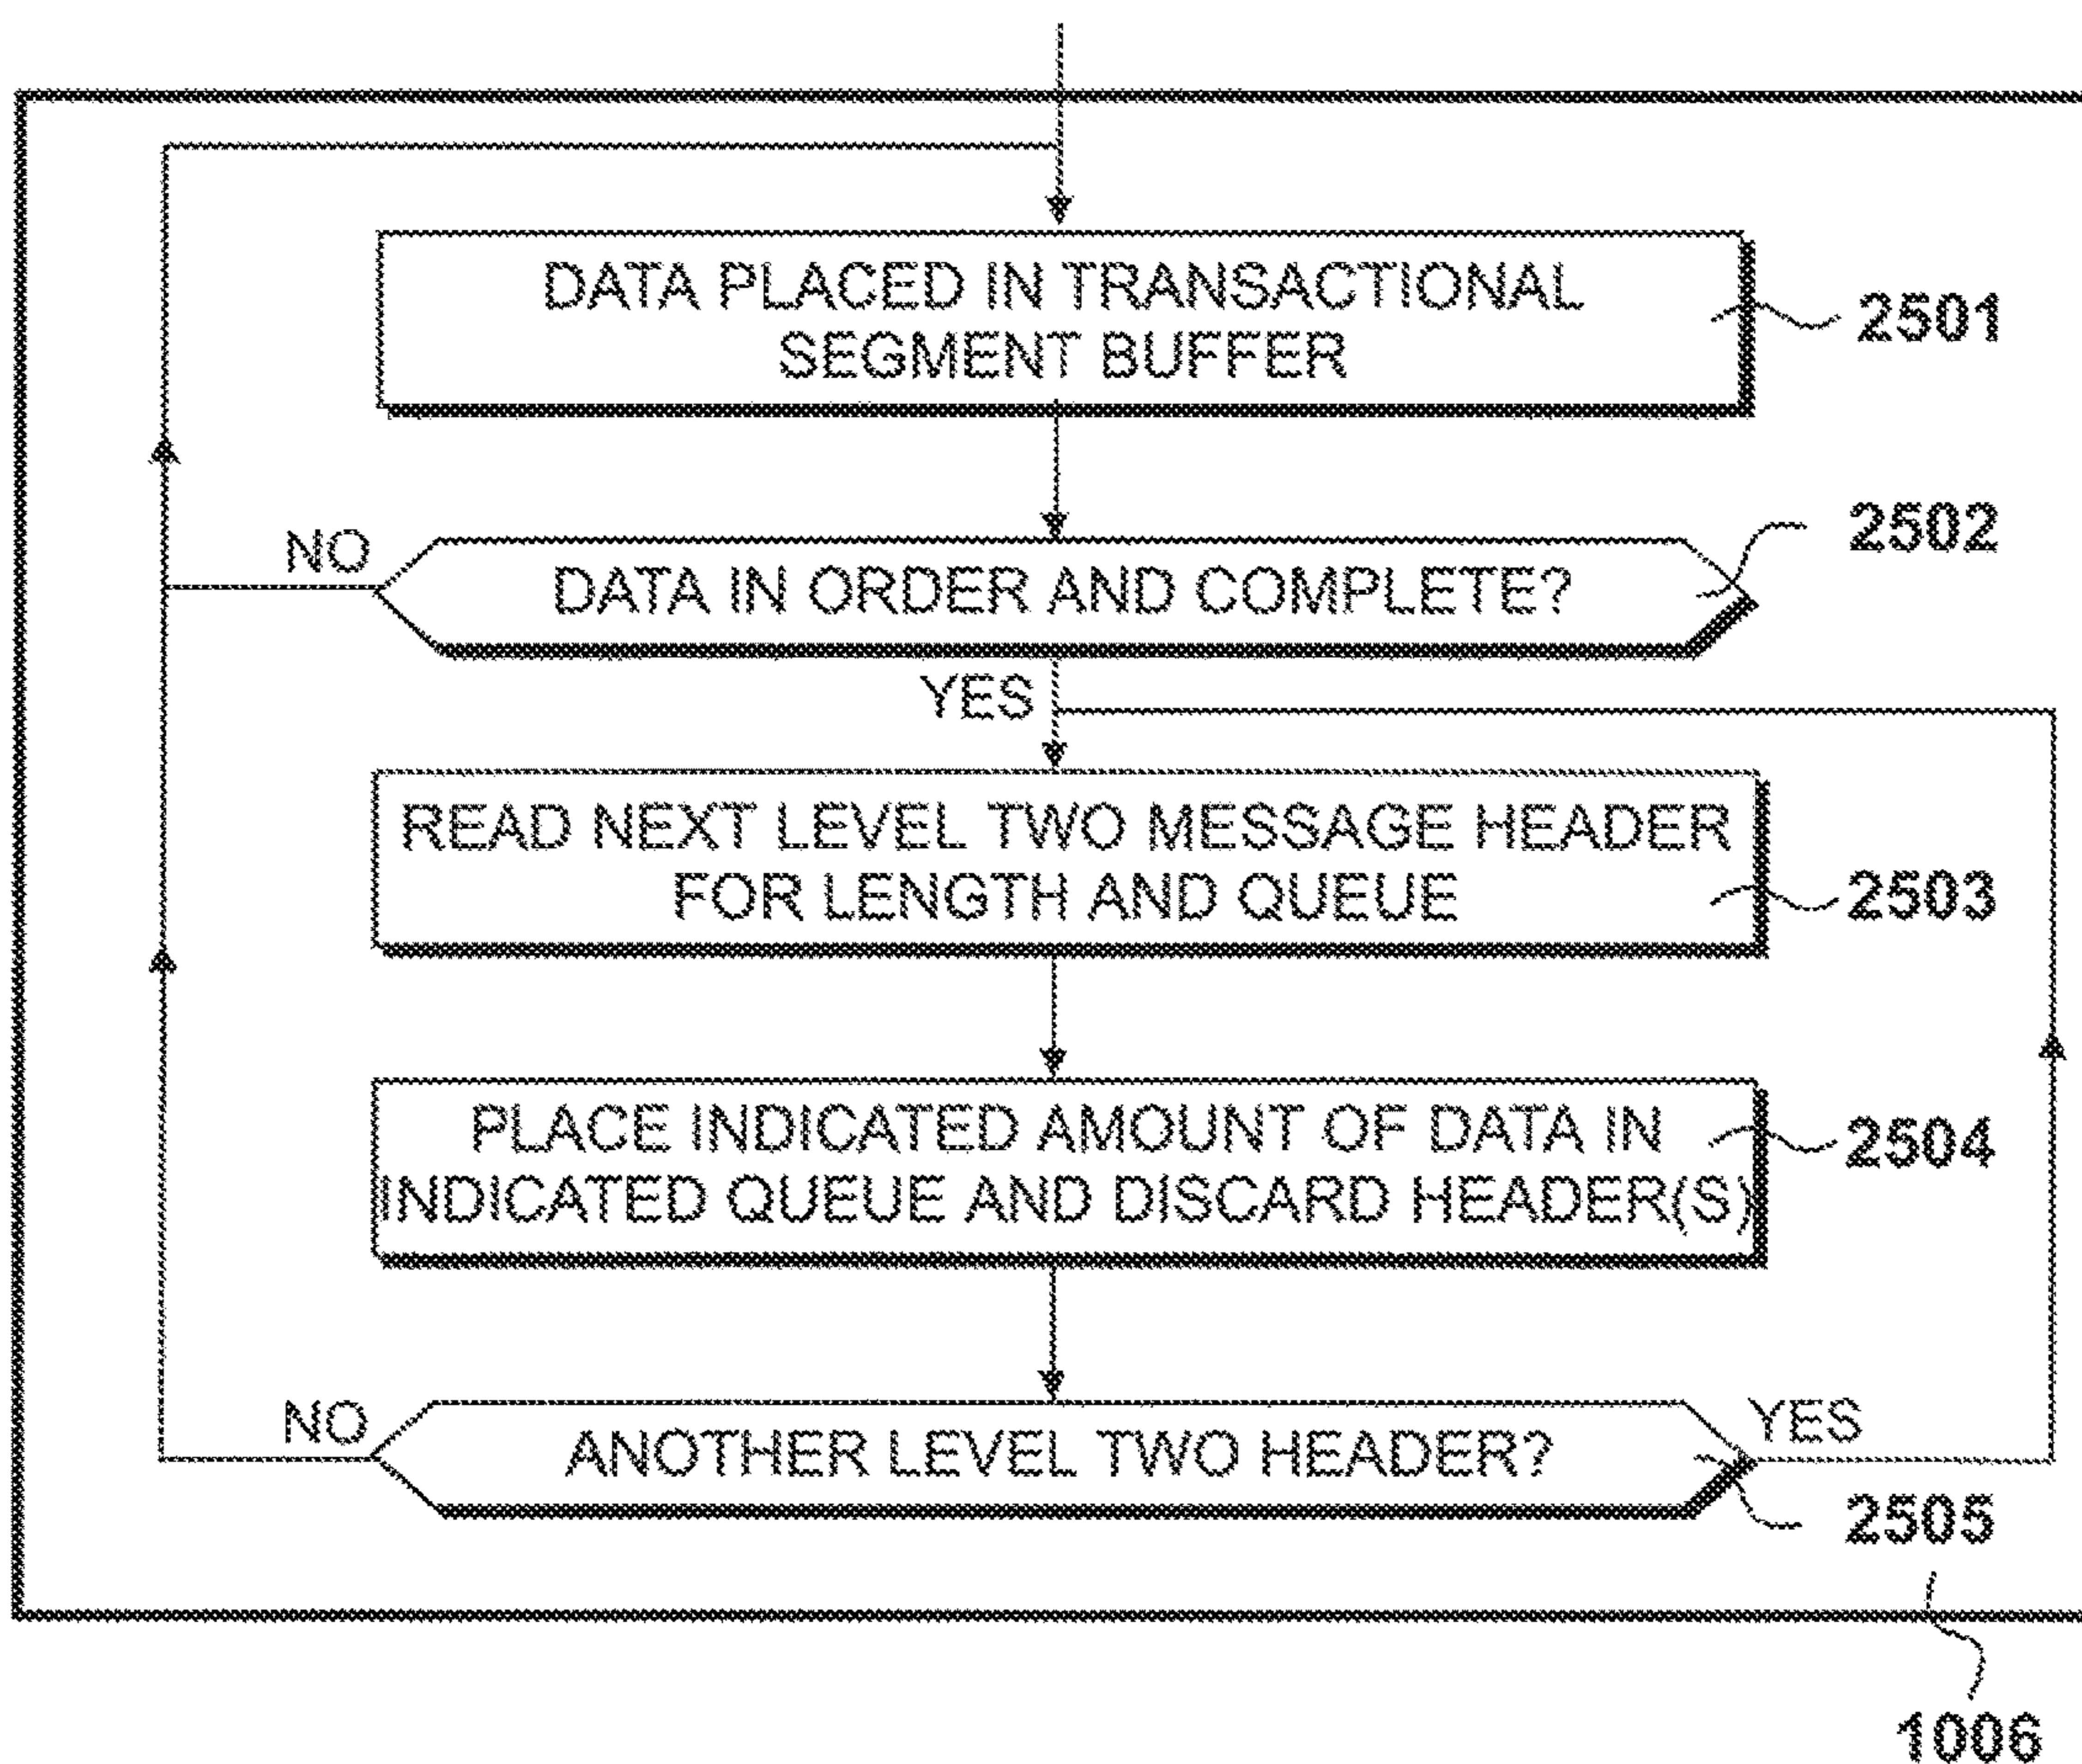 DATA PLACED IN TRANSACTIONAL
SEGMENT BUFFER
2501
2502
NO
DATA IN ORDER AND COMPLETE?
YES
READ NEXT LEVEL TWO MESSAGE HEADER
FOR LENGTH AND QUEUE
2503
PLACE INDICATED AMOUNT OF DATA IN
INDICATED QUEUE AND DISCARD HEADER(S)
2504
NO
ANOTHER LEVEL TWO HEADER?
YES
2505
1006